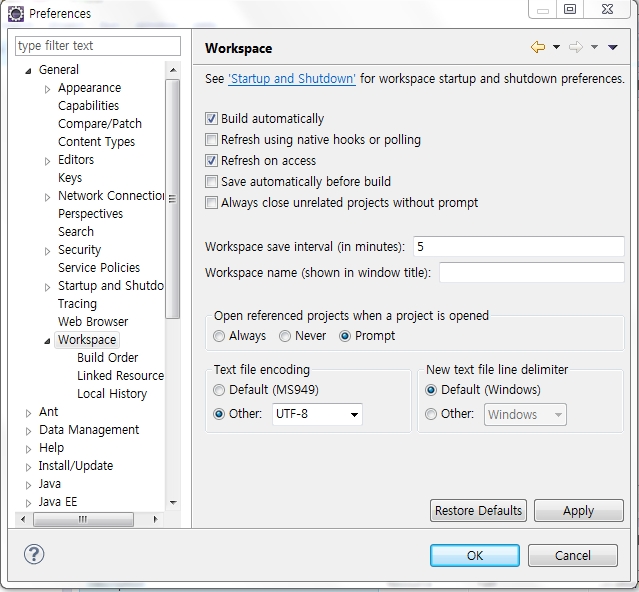 Preferences
type filter text
General
Appearance
Capabilities
Compare/Patch
Content Types
Editors
Keys
Network Connection
Perspectives
Search
Security
Service Policies
Startup and Shutdo
Tracing
Web Browser
Workspace
Build Order
Linked Resource
Local History
Ant
Data Management
Help
Install/Update
Java
Java EE
Workspace
See 'Startup and Shutdown' for workspace startup and shutdown preferences.
Build automatically
Refresh using native hooks or polling
Refresh on access
Save automatically before build
Always close unrelated projects without prompt
Workspace save interval (in minutes): 5
Workspace name (shown in window title):
Open referenced projects when a project is opened
Always Never Prompt
Text file encoding
Default (MS949)
Other: UTF-8
New text file line delimiter
Default (Windows)
Other: Windows
Restore Defaults Apply
OK Cancel